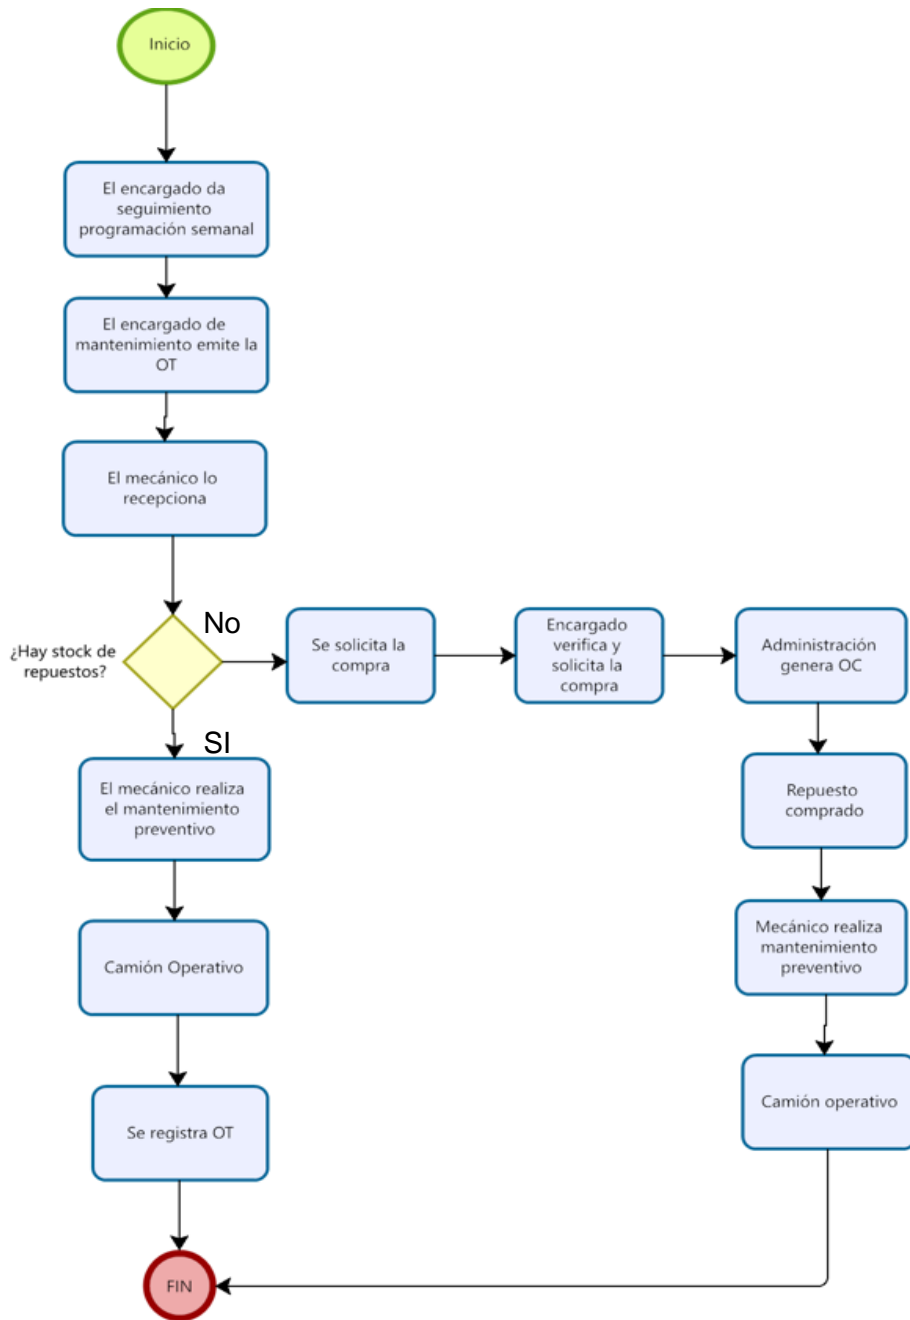 Inicio
El encargado da
seguimiento
programación semanal
El encargado de
mantenimiento emite la
OT
El mecánico lo
recepciona
¿Hay stock de
repuestos?
No
Se solicita la
compra
Encargado
verifica y
solicita la
compra
Administración
genera OC
SI
El mecánico realiza
el mantenimiento
preventivo
Repuesto
comprado
Camión Operativo
Mecánico realiza
mantenimiento
preventivo
Se registra OT
Camión operativo
FIN